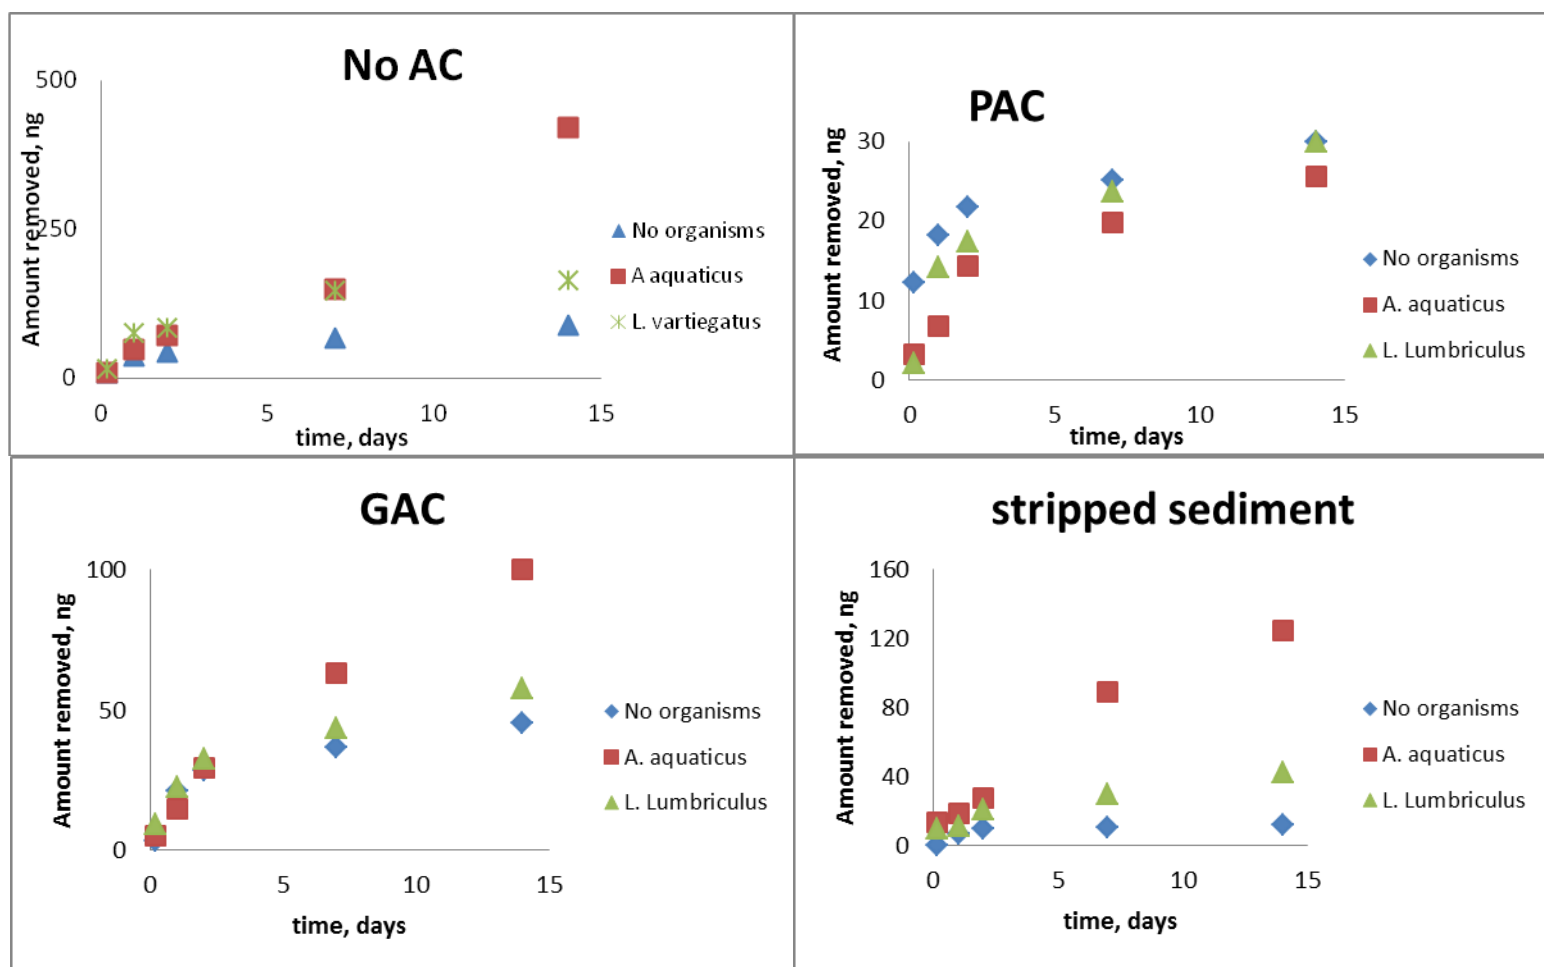 No AC
500
250
0
0
5
10
15
Amount removed, ng
time, days
No organisms
A aquaticus
L. vartiegatus
PAC
30
20
10
0
0
5
10
15
Amount removed, ng
time, days
No organisms
A. aquaticus
L. Lumbriculus
GAC
100
50
0
0
5
10
15
Amount removed, ng
time, days
No organisms
A. aquaticus
L. Lumbriculus
stripped sediment
160
120
80
40
0
0
5
10
15
Amount removed, ng
time, days
No organisms
A. aquaticus
L. Lumbriculus